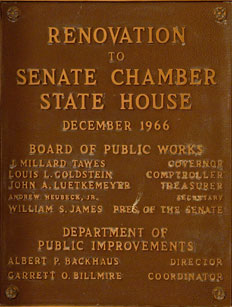 RENOVATION
TO
SENATE CHAMBER
STATE HOUSE
DECEMBER 1966
BOARD OF PUBLIC WORKS
J. MILLARD TAWES GOVERNOR
LOUIS L. GOLDSTEIN COMPTROLLER
JOHN A. LUETKEMEYER TREASURER
ANDREW HEUBECK, JR. SECRETARY
WILLIAM S. JAMES PRES. OF THE SENATE
DEPARTMENT OF
PUBLIC IMPROVEMENTS
ALBERT P. BACKHAUS DIRECTOR
GARRETT O. BILLMIRE COORDINATOR